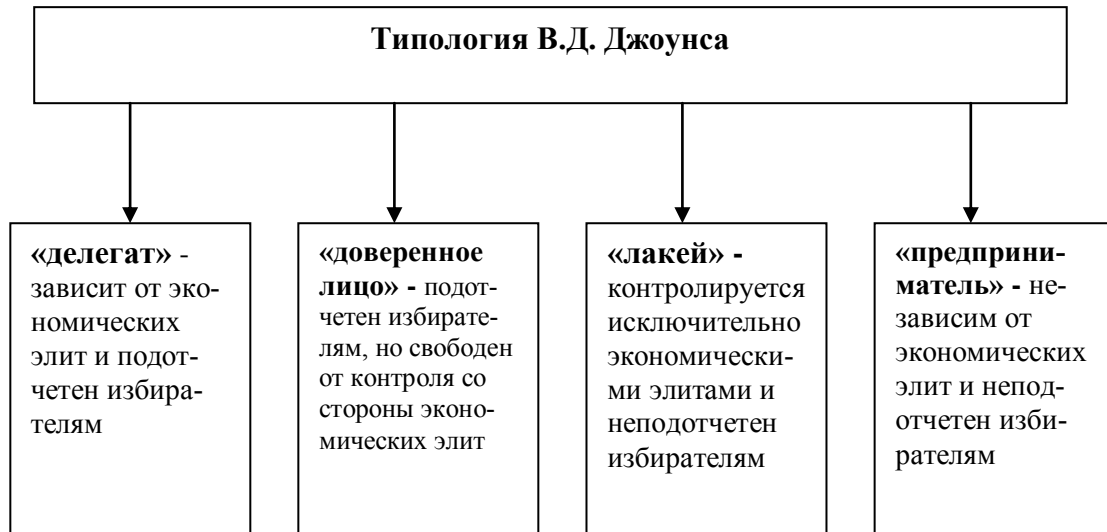 Типология В.Д. Джоунса
«делегат» -
зависит от эко-
номических
элит и подот-
четен избира-
телям
«доверенное
лицо» - подот-
четен избирате-
лям, но свободен
от контроля со
стороны эконо-
мических элит
«лакей» -
контролируется
исключительно
экономически-
ми элитами и
неподотчетен
избирателям
«предприни-
матель» - не-
зависим от
экономических
элит и непод-
отчетен изби-
рателям